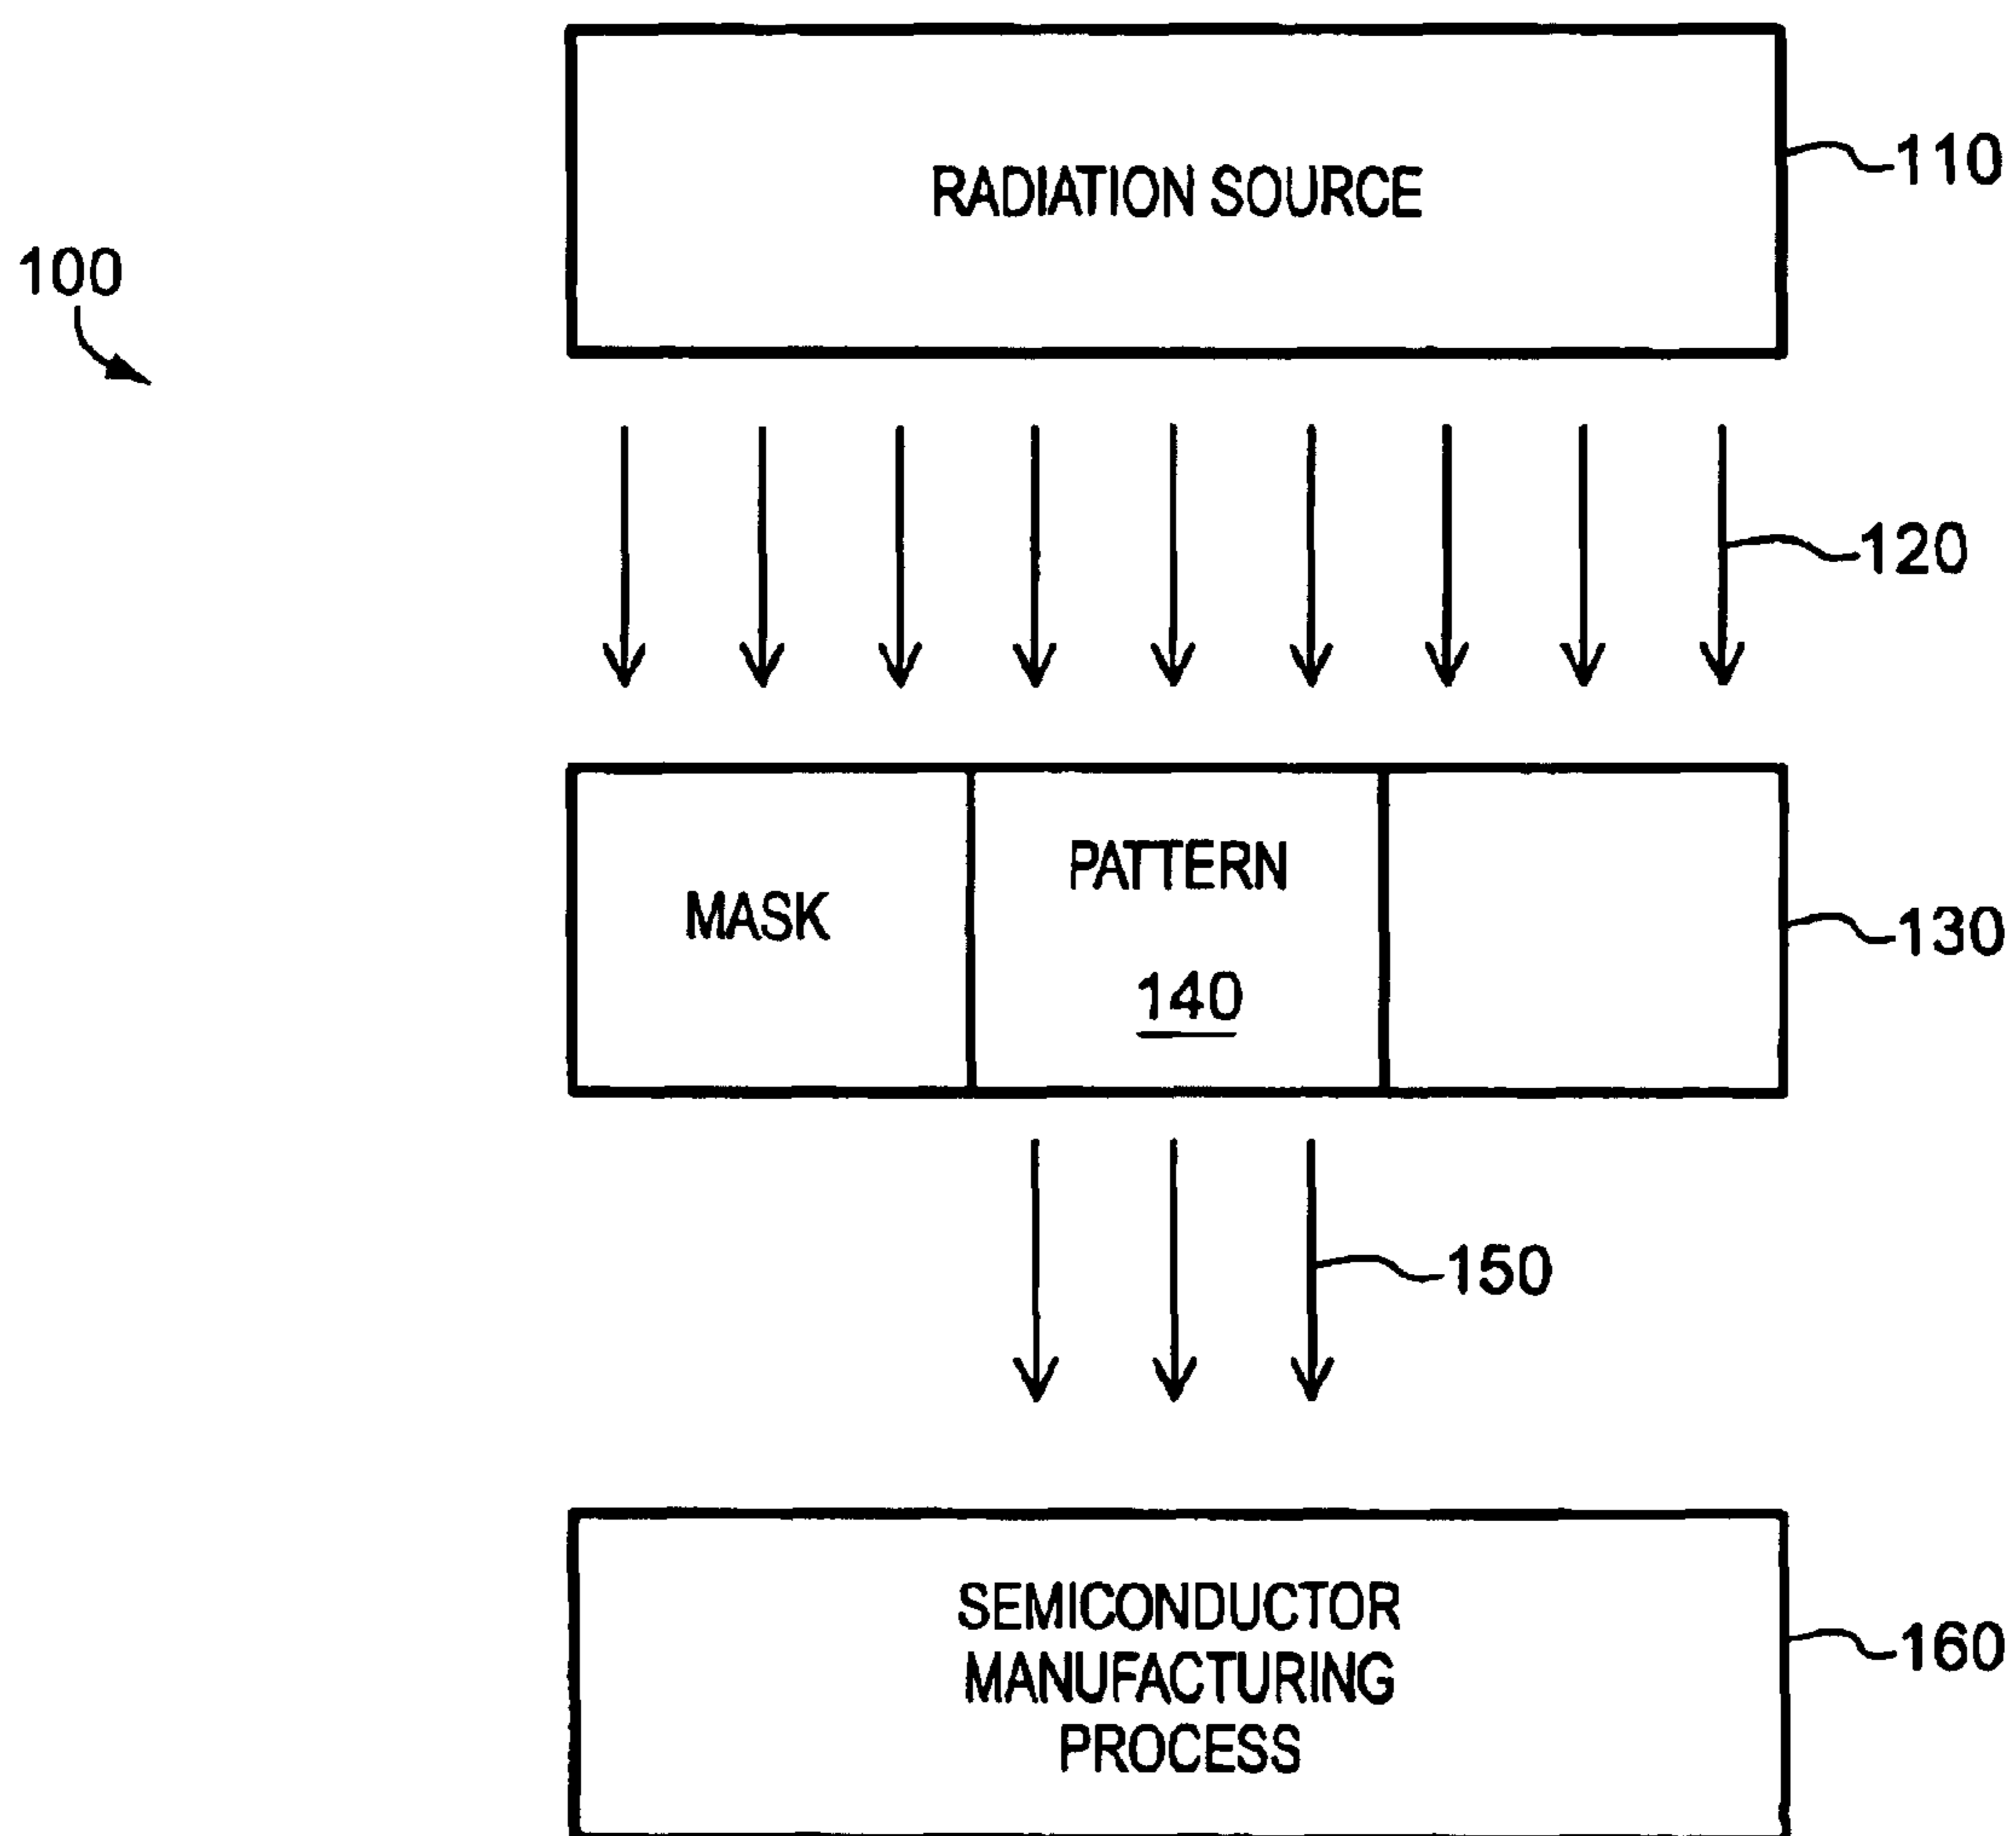 RADIATION SOURCE
110
100
120
MASK
PATTERN
140
130
150
SEMICONDUCTOR
MANUFACTURING
PROCESS
160